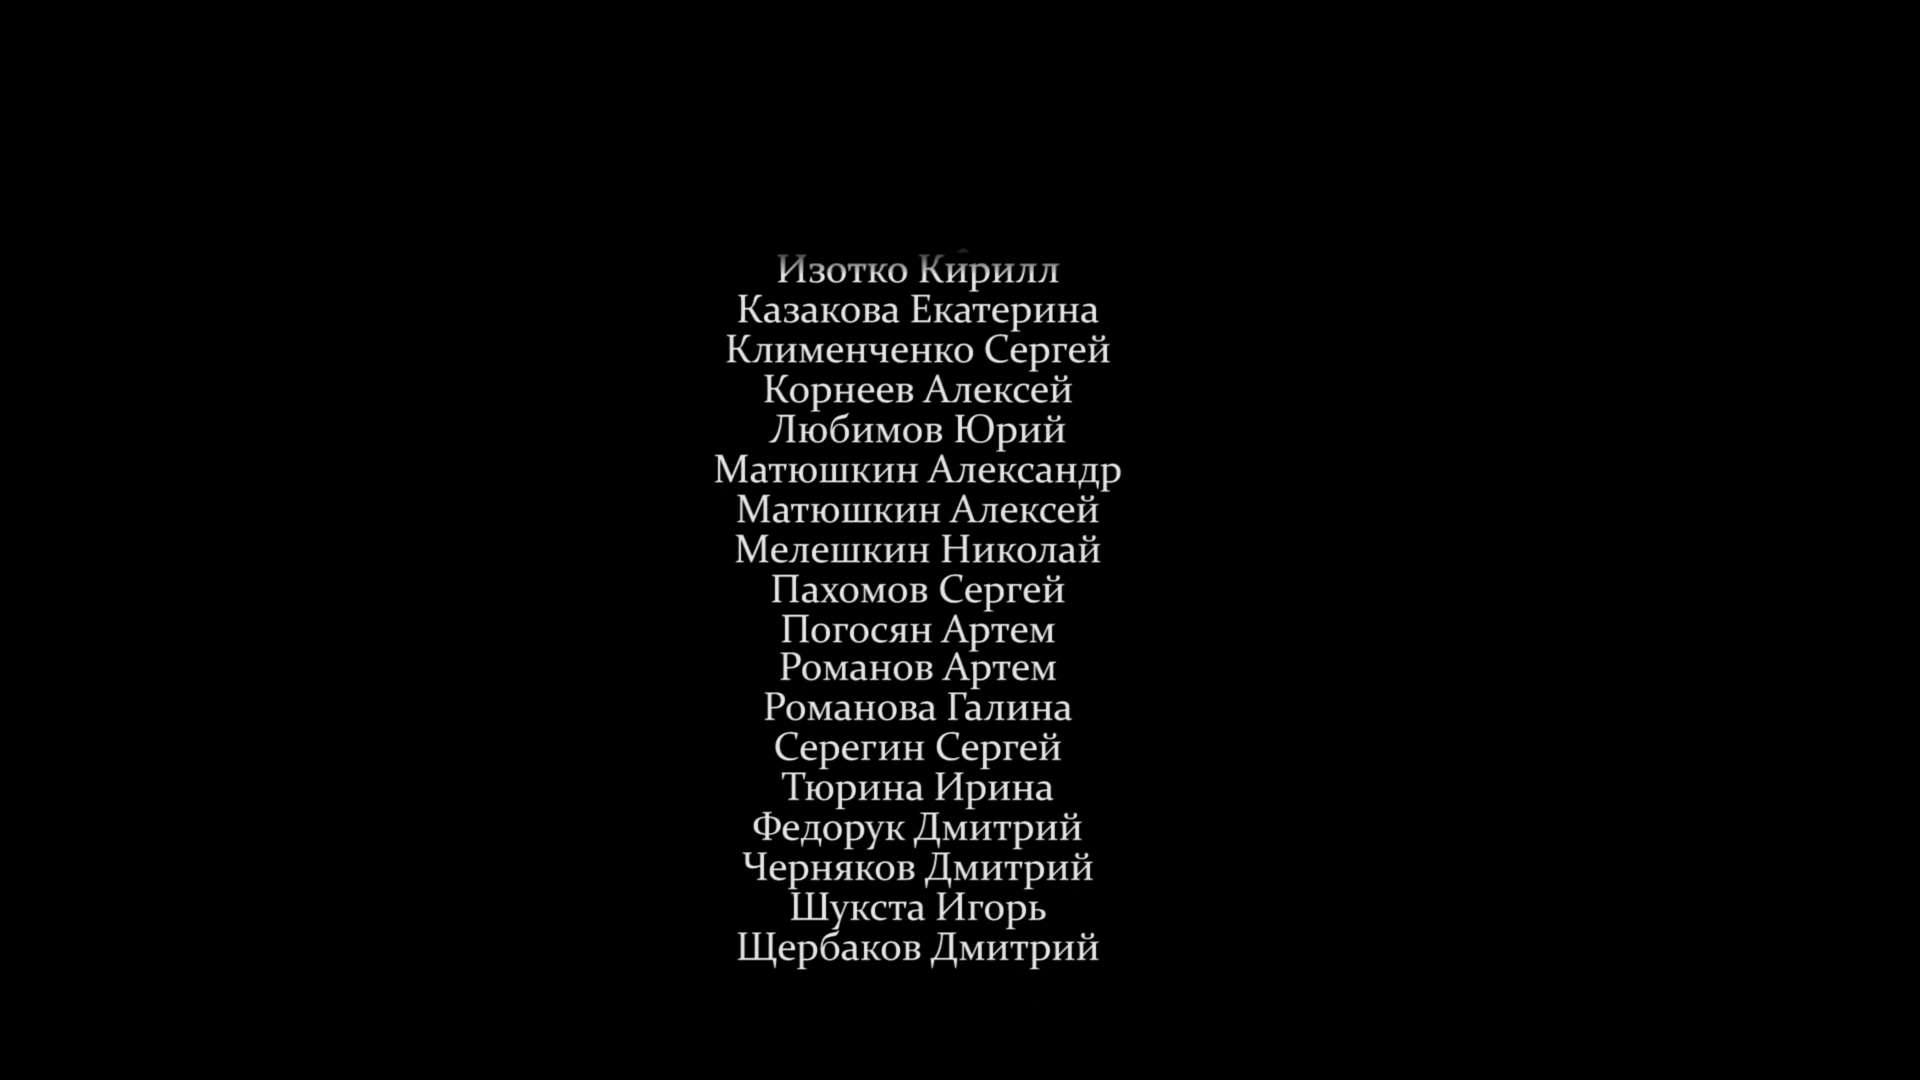 Изотко Кирилл
Казакова Екатерина
Клименченко Сергей
Корнеев Алексей
Любимов Юрий
Матюшкин Александр
Матюшкин Алексей
Мелешкин Николай
Пахомов Сергей
Погосян Артем
Романов Артем
Романова Галина
Серегин Сергей
Тюрина Ирина
Федорук Дмитрий
Черняков Дмитрий
Шукста Игорь
Щербаков Дмитрий